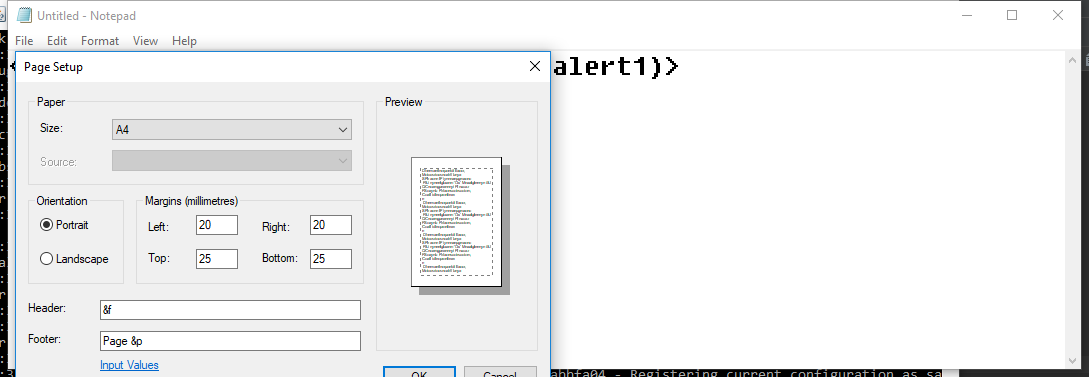 Untitled - Notepad
File Edit Format View Help
alert1)>
Page Setup
Paper
Size: A4
Source:
Orientation
Portrait
Landscape
Margins (millimetres)
Left: 20 Right: 20
Top: 25 Bottom: 25
Header: &f
Footer: Page &p
Input Values
Preview
OK Cancel
- Registering current configuration as sa